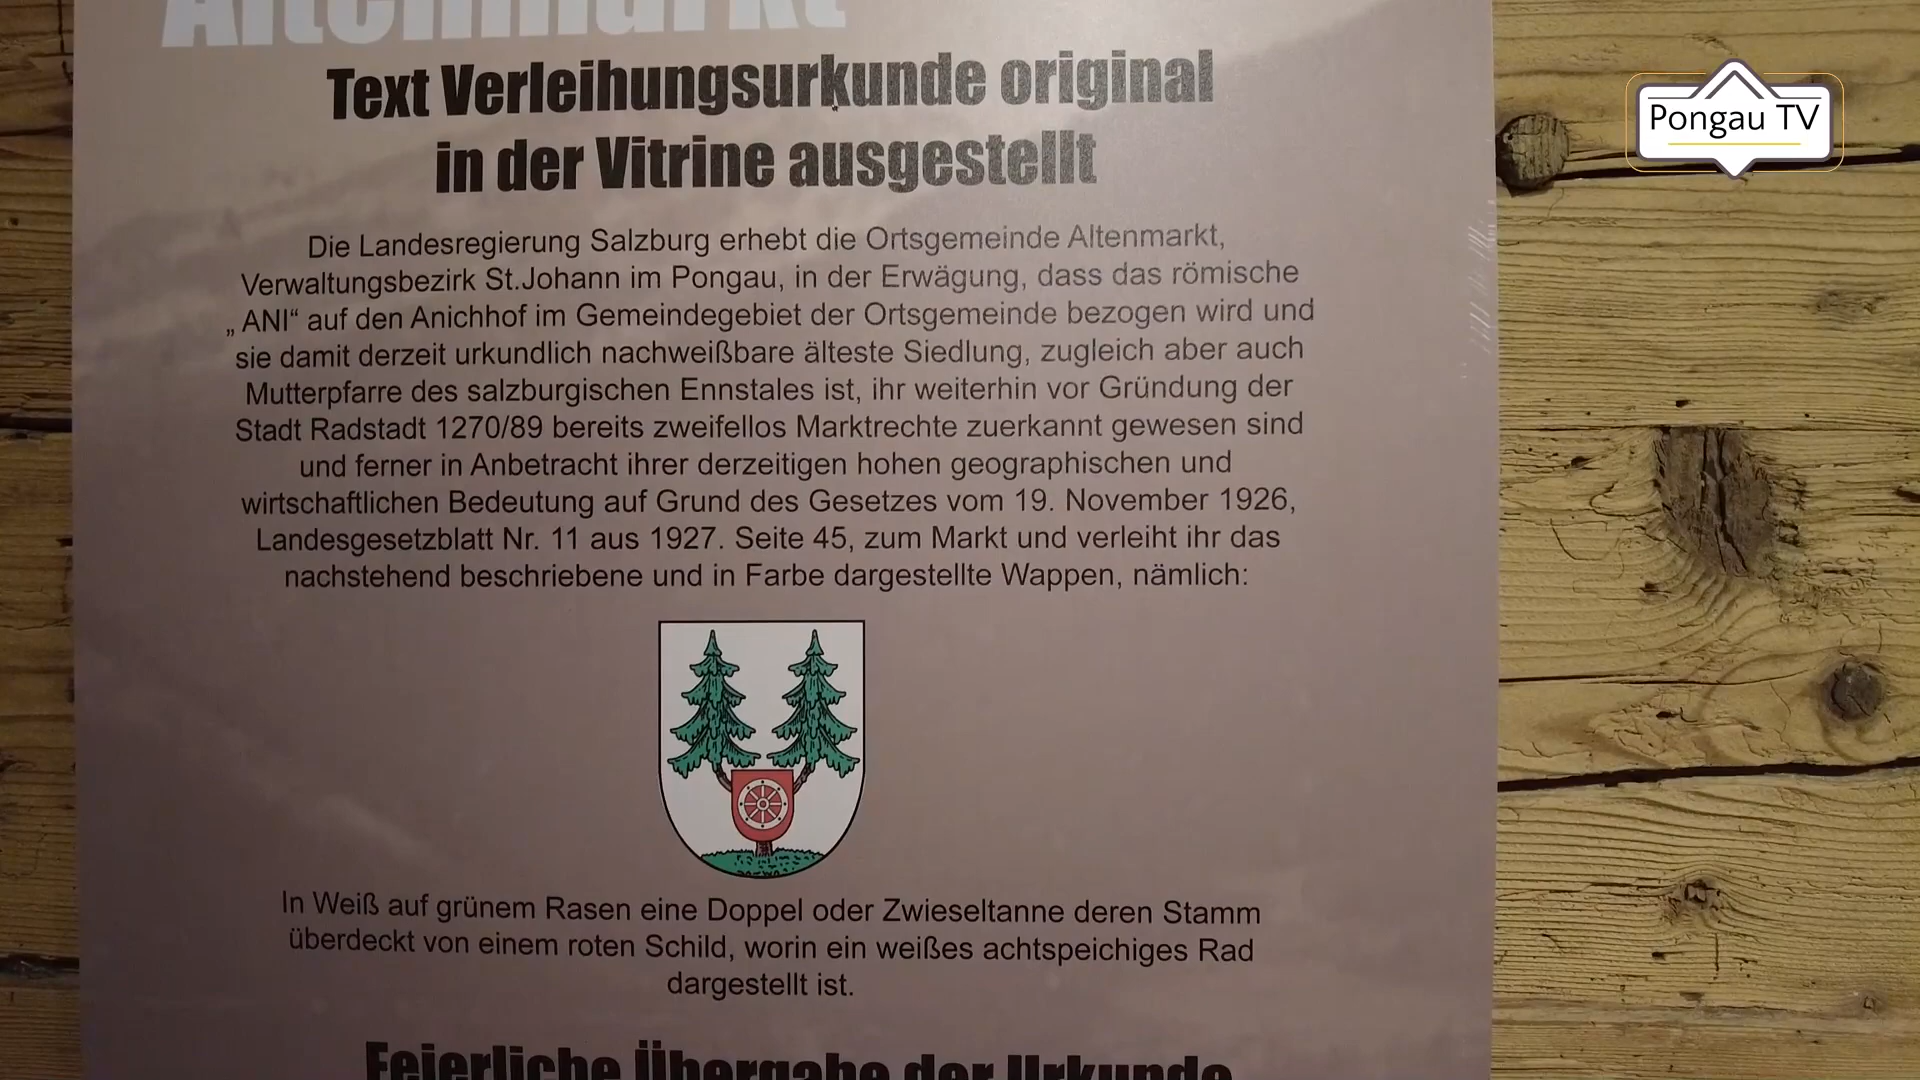 Altenmarkt
Text Verleihungsurkunde original
in der Vitrine ausgestellt
Pongau TV
Die Landesregierung Salzburg erhebt die Ortsgemeinde Altenmarkt,
Verwaltungsbezirk St.Johann im Pongau, in der Erwägung, dass das römische
„ ANI“ auf den Anichhof im Gemeindegebiet der Ortsgemeinde bezogen wird und
sie damit derzeit urkundlich nachweißbare älteste Siedlung, zugleich aber auch
Mutterpfarre des salzburgischen Ennstales ist, ihr weiterhin vor Gründung der
Stadt Radstadt 1270/89 bereits zweifellos Marktrechte zuerkannt gewesen sind
und ferner in Anbetracht ihrer derzeitigen hohen geographischen und
wirtschaftlichen Bedeutung auf Grund des Gesetzes vom 19. November 1926,
Landesgesetzblatt Nr. 11 aus 1927. Seite 45, zum Markt und verleiht ihr das
nachstehend beschriebene und in Farbe dargestellte Wappen, nämlich:
In Weiß auf grünem Rasen eine Doppel oder Zwieseltanne deren Stamm
überdeckt von einem roten Schild, worin ein weißes achtspeichiges Rad
dargestellt ist.
Feierliche Übergabe der Urkunde